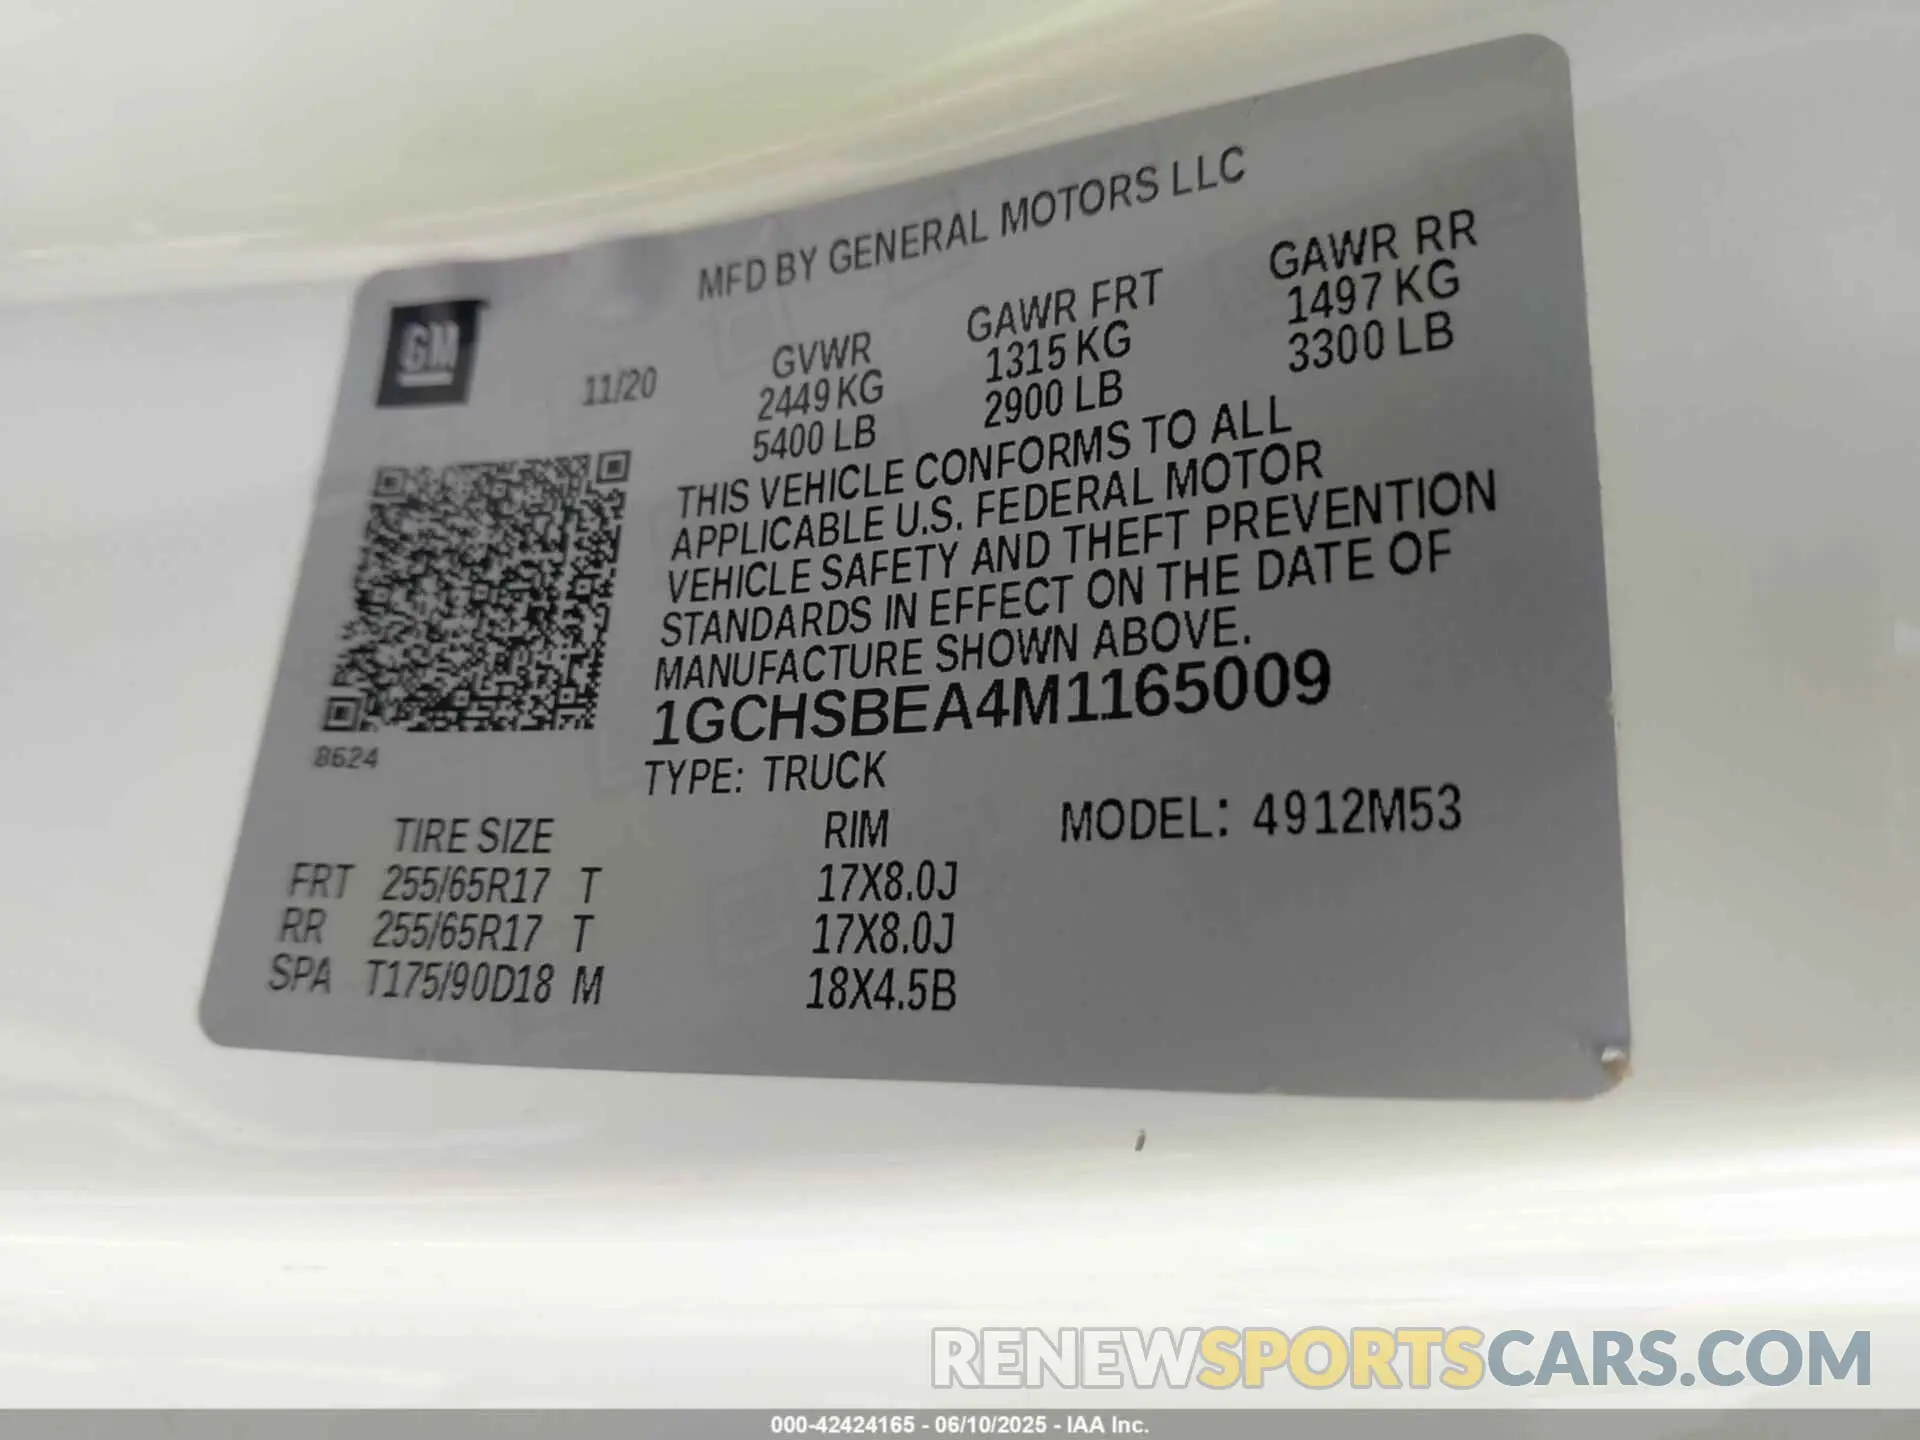 MFD BY GENERAL MOTORS LLC
GM
11/20
GVWR
2449 KG
5400 LB
GAWR FRT
1315 KG
2900 LB
GAWR RR
1497 KG
3300 LB
THIS VEHICLE CONFORMS TO ALL
APPLICABLE U.S. FEDERAL MOTOR
VEHICLE SAFETY AND THEFT PREVENTION
STANDARDS IN EFFECT ON THE DATE OF
MANUFACTURE SHOWN ABOVE.
1GCHSBEA4M1165009
8624
TYPE: TRUCK
MODEL: 4912M53
TIRE SIZE RIM
FRT 255/65R17 T 17X8.0J
RR 255/65R17 T 17X8.0J
SPA T175/90D18 M 18X4.5B
RENEWSPORTSCARS.COM
000-42424165 - 06/10/2025 - IAA Inc.